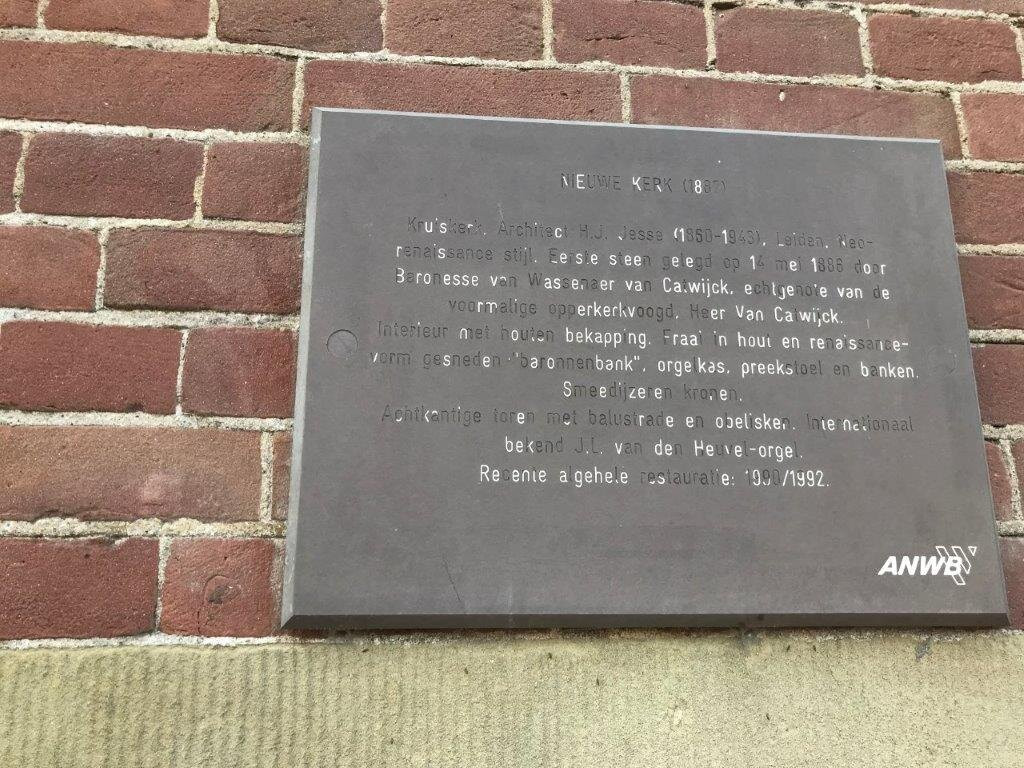 NIEUWE KERK (1887)
Kruiskerk. Architect H.J. Jesse (1860-1943), Leiden. Neo-
renaissance stijl. Eerste steen gelegd op 14 mei 1886 door
Baronesse van Wassenaer van Catwijck, echtgenote van de
voormalige opperkerkvoogd, Heer Van Catwijck.
Interieur met houten bekapping. Fraai in hout en renaissance-
vorm gesneden "baronnenbank", orgelkas, preekstoel en banken.
Smeedijzeren kronen.
Achtkantige toren met balustrade en obelisken. Internationaal
bekend J.L. van den Heuvel-orgel.
Recente algehele restauratie: 1990/1992.
ANWB